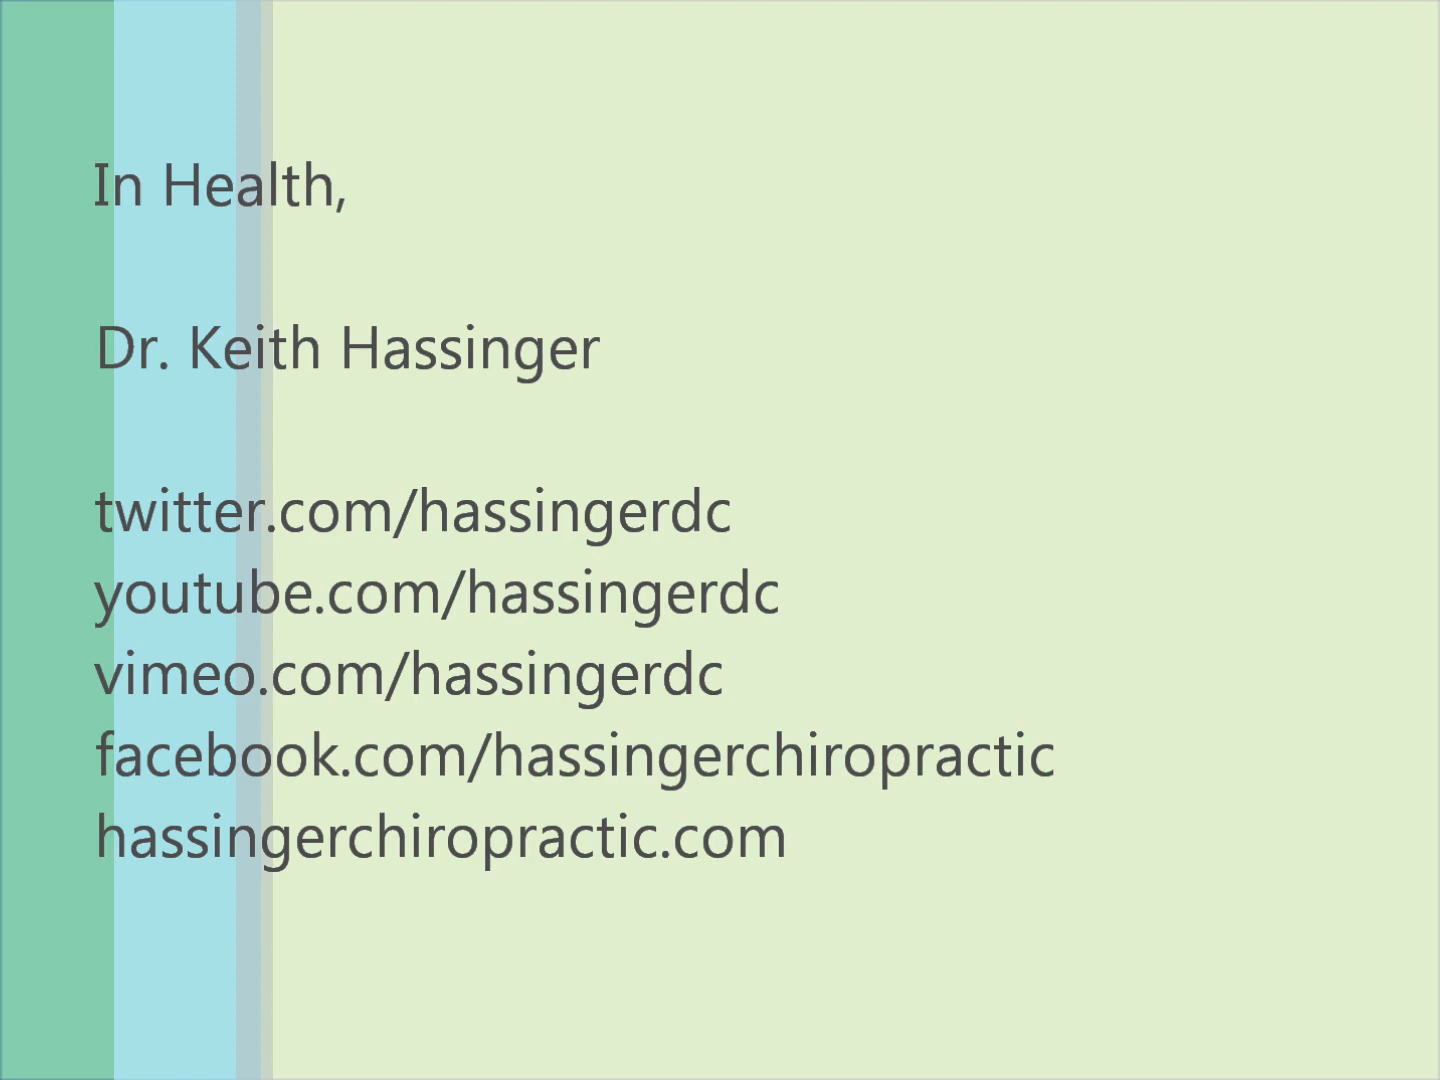 In Health,
Dr. Keith Hassinger
twitter.com/hassingerdc
youtube.com/hassingerdc
vimeo.com/hassingerdc
facebook.com/hassingerchiropractic
hassingerchiropractic.com